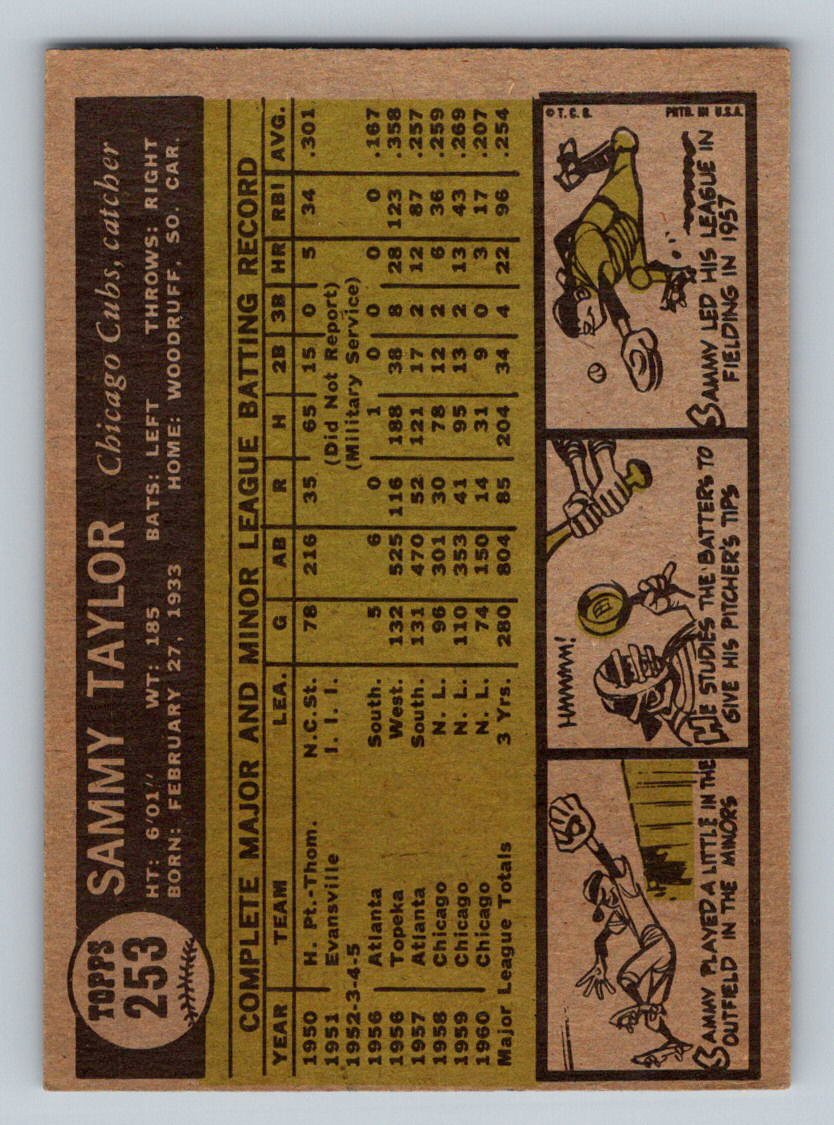 TOPPS
253
SAMMY TAYLOR Chicago Cubs, catcher
HT: 6'01" WT: 185 BATS: LEFT THROWS: RIGHT
BORN: FEBRUARY 27, 1933 HOME: WOODRUFF, SO. CAR.
COMPLETE MAJOR AND MINOR LEAGUE BATTING RECORD
YEAR TEAM LEA. G AB R H 2B 3B HR RBI AVG.
1950 H. Pt.-Thom. N.C.St. 78 216 35 65 15 0 5 34 .301
1951 Evansville I. I. I. (Did Not Report)
1952-3-4-5 (Military Service)
1956 Atlanta South. 5 6 0 1 0 0 0 0 .167
1956 Topeka West. 132 525 116 188 38 8 28 123 .358
1957 Atlanta South. 131 470 52 121 17 2 12 87 .257
1958 Chicago N. L. 96 301 30 78 12 2 6 36 .259
1959 Chicago N. L. 110 353 41 95 13 2 13 43 .269
1960 Chicago N. L. 74 150 14 31 9 0 3 17 .207
Major League Totals 3 Yrs. 280 804 85 204 34 4 22 96 .254
SAMMY PLAYED A LITTLE IN THE
OUTFIELD IN THE MINORS
HMMMM!
HE STUDIES THE BATTERS TO
GIVE HIS PITCHER'S TIPS
© T. C. G. PRTD. IN U.S.A.
SAMMY LED HIS LEAGUE IN
FIELDING IN 1957